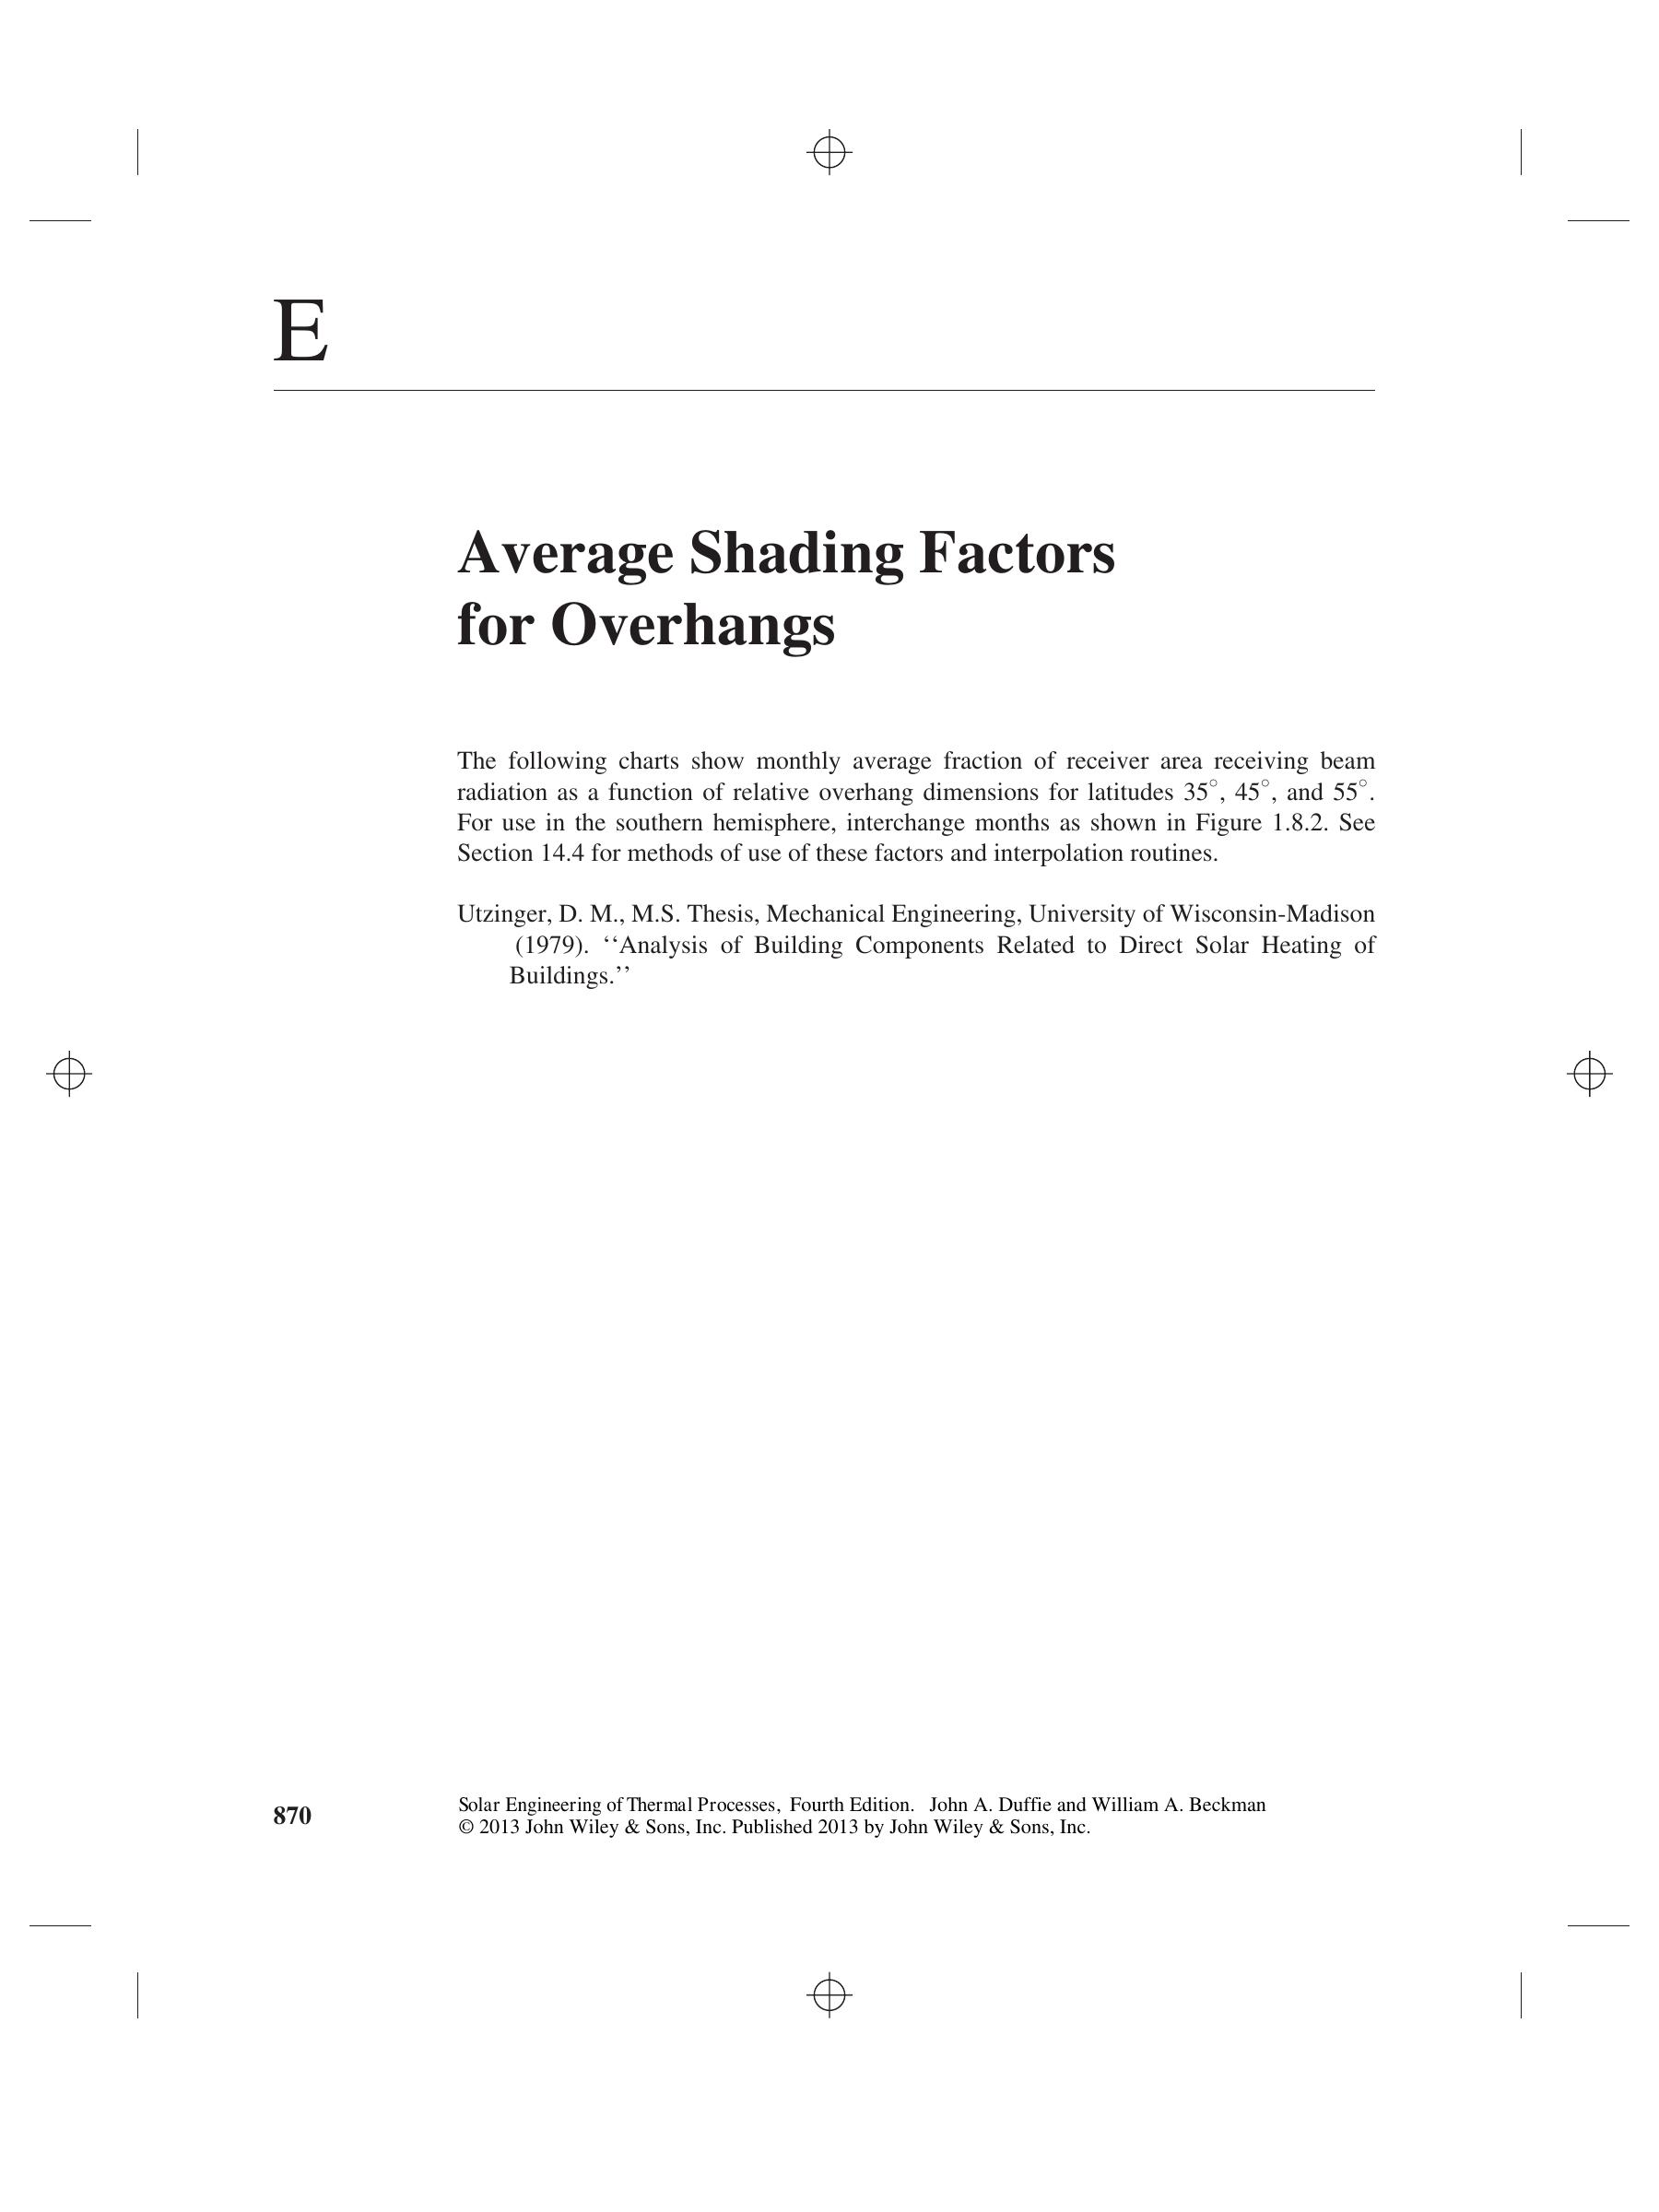 E
Average Shading Factors
for Overhangs
The following charts show monthly average fraction of receiver area receiving beam
radiation as a function of relative overhang dimensions for latitudes 35°, 45°, and 55°.
For use in the southern hemisphere, interchange months as shown in Figure 1.8.2. See
Section 14.4 for methods of use of these factors and interpolation routines.
Utzinger, D. M., M.S. Thesis, Mechanical Engineering, University of Wisconsin-Madison
(1979). ‘‘Analysis of Building Components Related to Direct Solar Heating of
Buildings.’’
870
Solar Engineering of Thermal Processes, Fourth Edition. John A. Duffie and William A. Beckman
© 2013 John Wiley & Sons, Inc. Published 2013 by John Wiley & Sons, Inc.